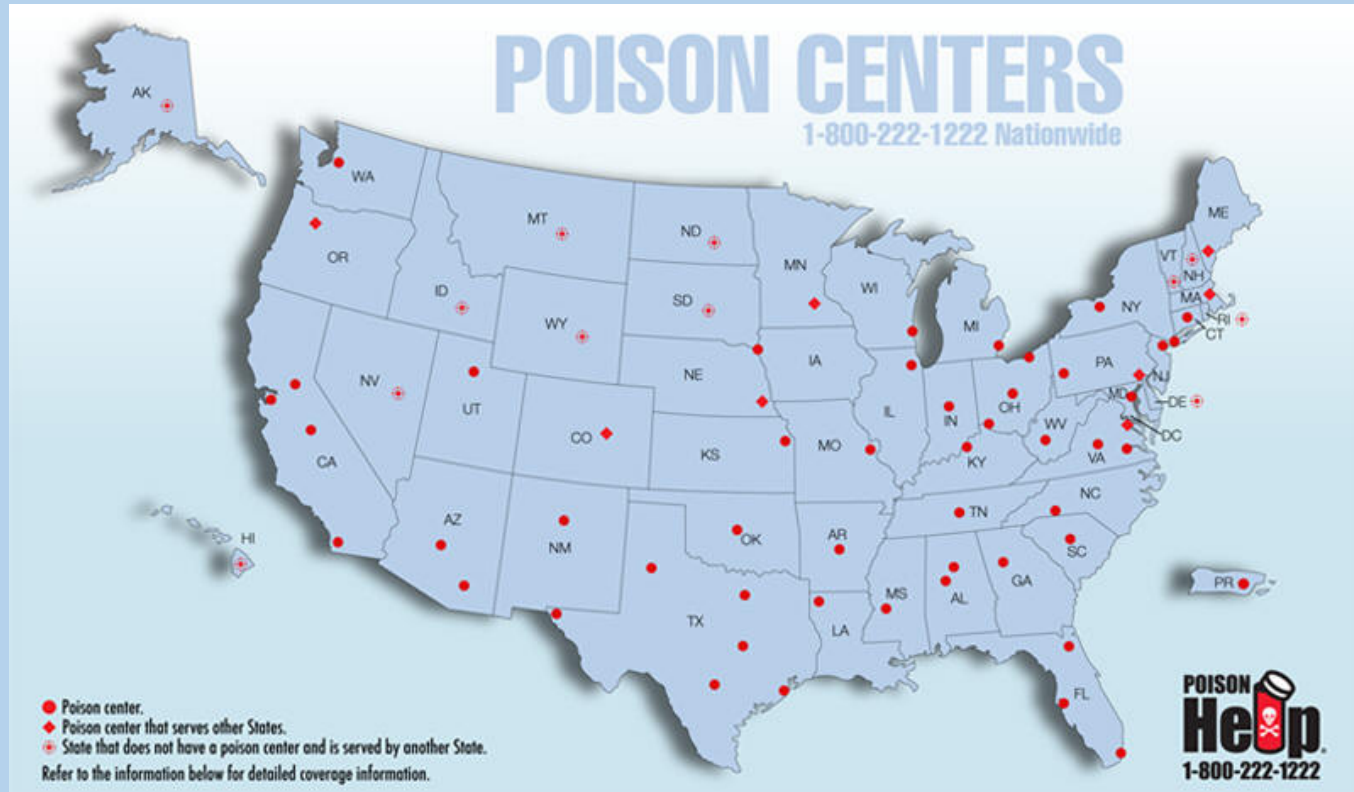 POISON CENTERS
1-800-222-1222 Nationwide
AK
WA
ME
MT
ND
VT
OR
MN
NH
ID
WI
NY
MA
SD
MI
RI
WY
CT
IA
PA
NE
NJ
NV
UT
IL
IN
OH
MD
DE
CO
WV
DC
CA
KS
MO
KY
VA
NC
AZ
TN
HI
NM
OK
AR
SC
MS
AL
GA
PR
TX
LA
FL
Poison center.
Poison center that serves other States.
State that does not have a poison center and is served by another State.
Refer to the information below for detailed coverage information.
POISON
Help®
1-800-222-1222